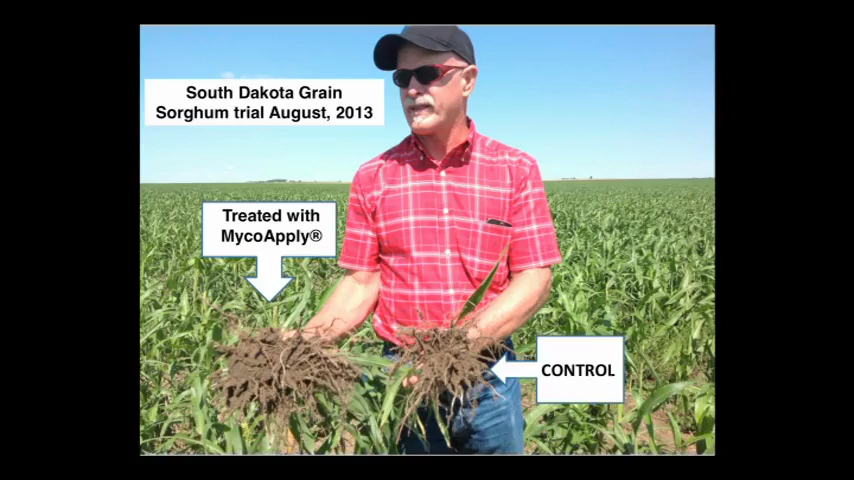 South Dakota Grain
Sorghum trial August, 2013
Treated with
MycoApply®
CONTROL